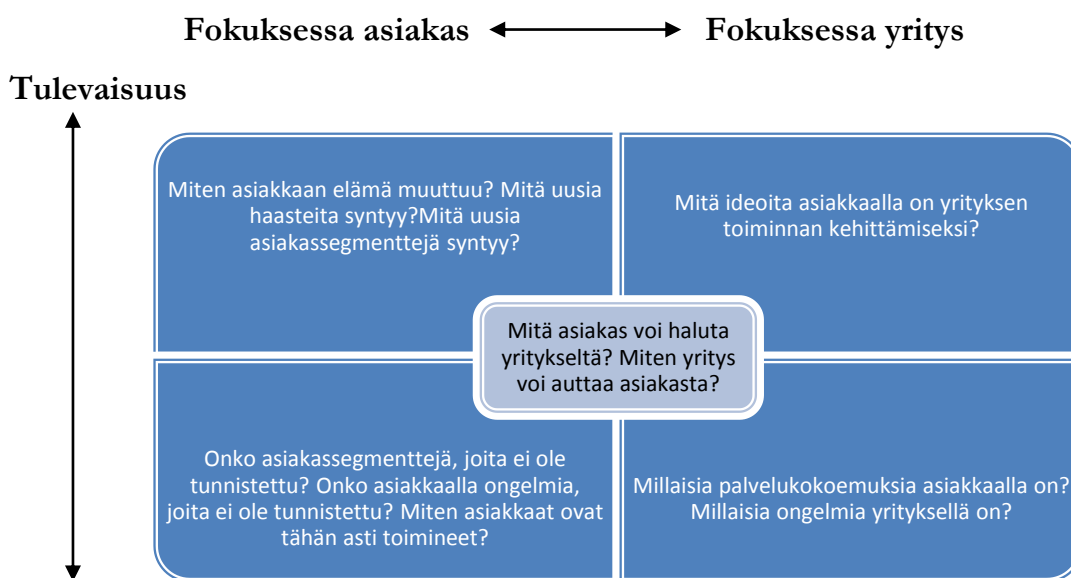 Fokuksessa asiakas Fokuksessa yritys
Tulevaisuus
Miten asiakkaan elämä muuttuu? Mitä uusia
haasteita syntyy?Mitä uusia
asiakassegmenttejä syntyy?
Mitä ideoita asiakkaalla on yrityksen
toiminnan kehittämiseksi?
Mitä asiakas voi haluta
yritykseltä? Miten yritys
voi auttaa asiakasta?
Onko asiakassegmenttejä, joita ei ole
tunnistettu? Onko asiakkaalla ongelmia,
joita ei ole tunnistettu? Miten asiakkaat ovat
tähän asti toimineet?
Millaisia palvelukokoemuksia asiakkaalla on?
Millaisia ongelmia yrityksellä on?